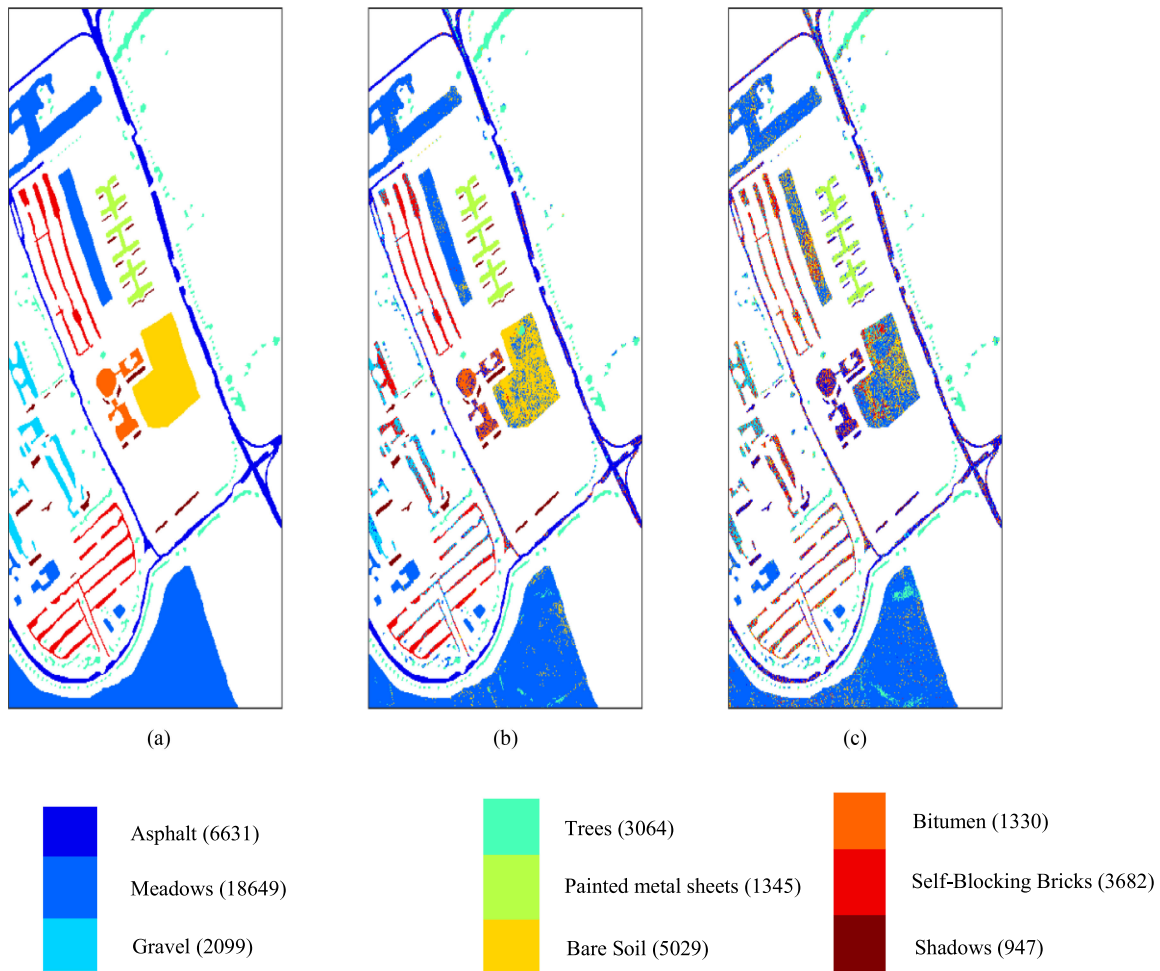 (a)
(b)
(c)
Asphalt (6631)
Meadows (18649)
Gravel (2099)
Trees (3064)
Painted metal sheets (1345)
Bare Soil (5029)
Bitumen (1330)
Self-Blocking Bricks (3682)
Shadows (947)